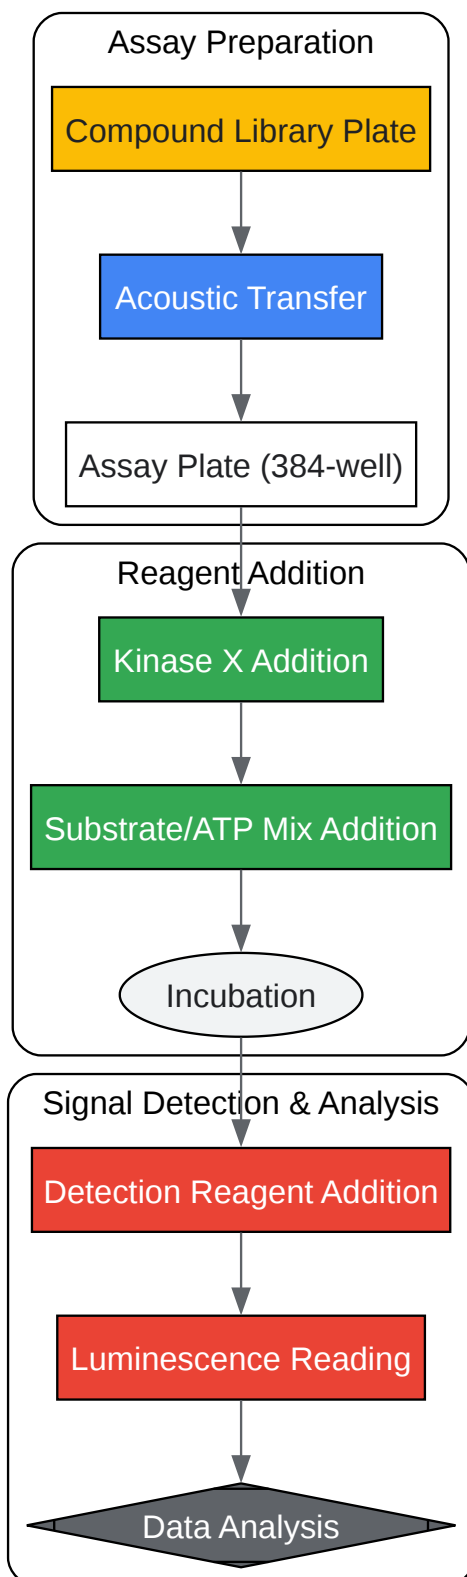 Assay Preparation
Compound Library Plate
Acoustic Transfer
Assay Plate (384-well)
Reagent Addition
Kinase X Addition
Substrate/ATP Mix Addition
Incubation
Signal Detection & Analysis
Detection Reagent Addition
Luminescence Reading
Data Analysis